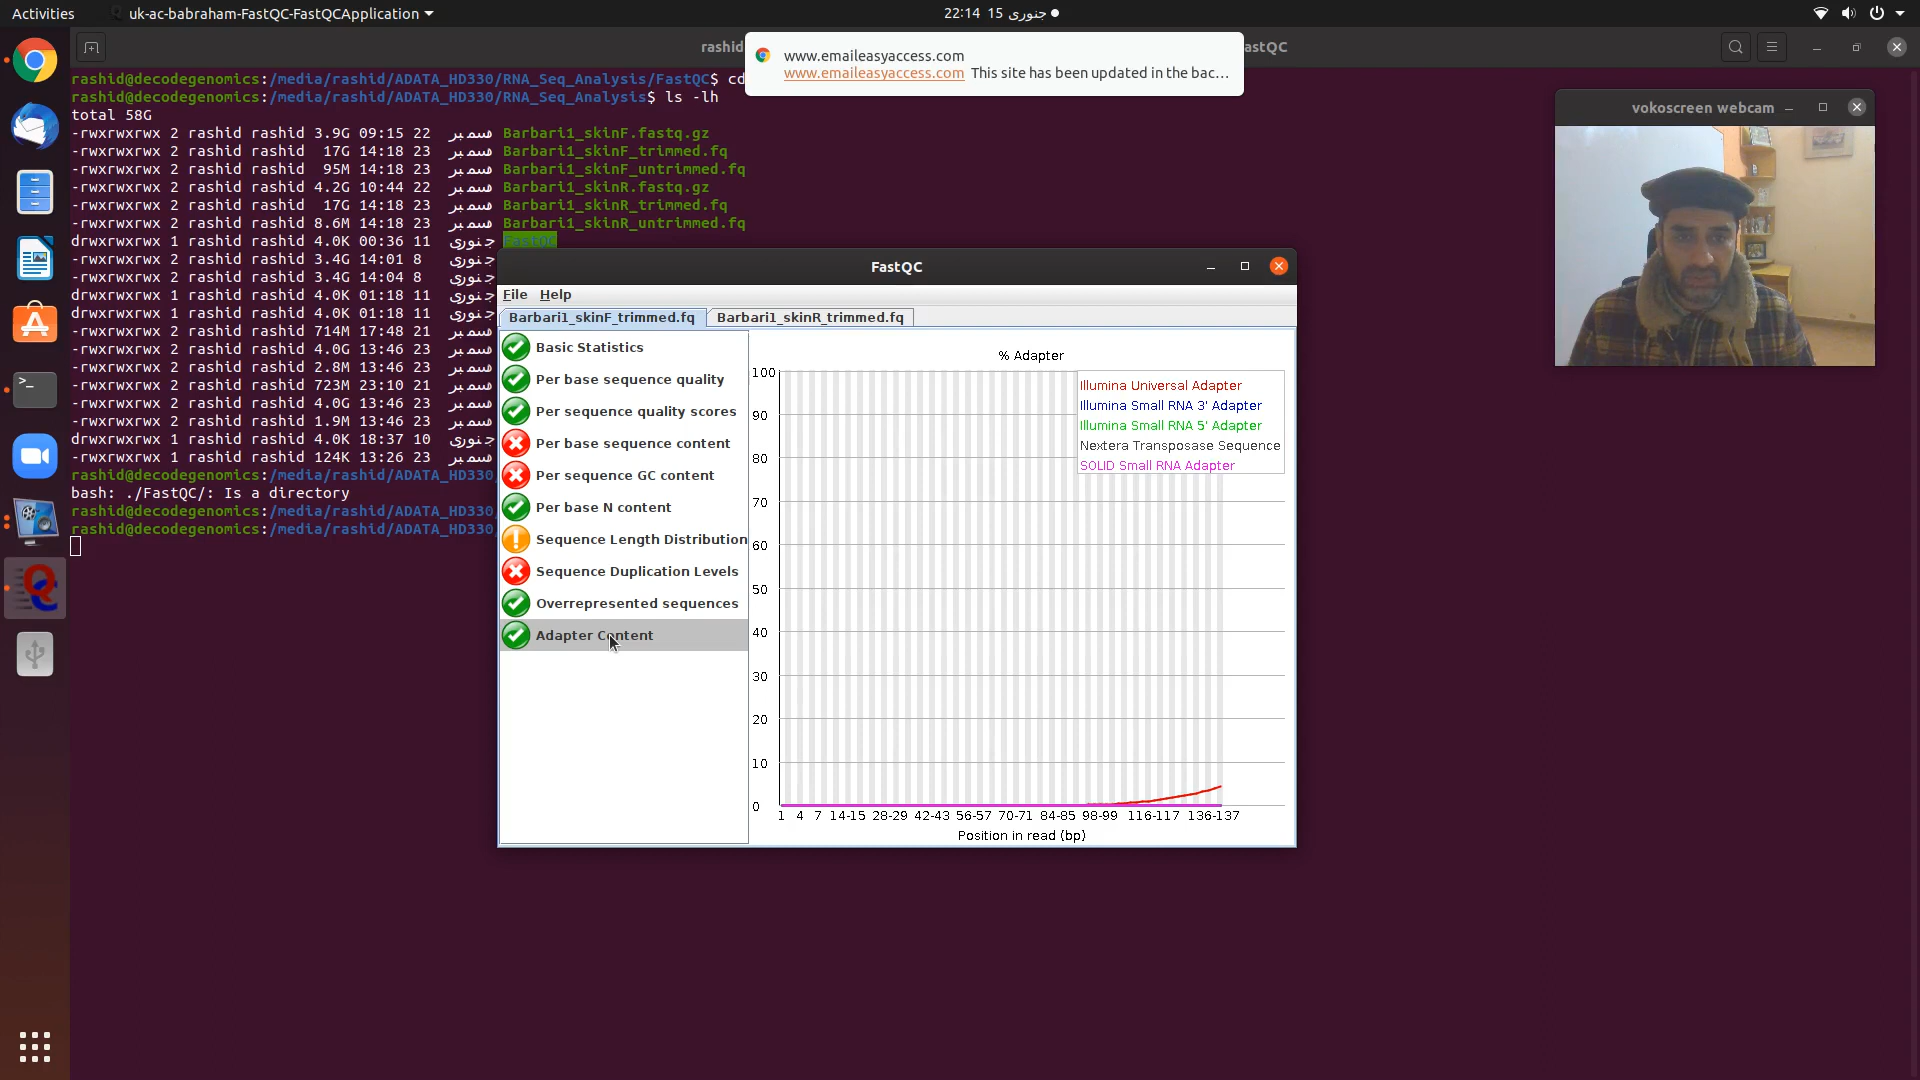 Activities
uk-ac-babraham-FastQC-FastQCApplication
22:14 15 جنوری
rashid
astQC
www.emaileasyaccess.com
www.emaileasyaccess.com This site has been updated in the bac...
rashid@decodegenomics:/media/rashid/ADATA_HD330/RNA_Seq_Analysis/FastQC$ cd
rashid@decodegenomics:/media/rashid/ADATA_HD330/RNA_Seq_Analysis$ ls -lh
total 58G
-rwxrwxrwx 2 rashid rashid 3.9G 09:15 22 دسمبر Barbari1_skinF.fastq.gz
-rwxrwxrwx 2 rashid rashid 17G 14:18 23 دسمبر Barbari1_skinF_trimmed.fq
-rwxrwxrwx 2 rashid rashid 95M 14:18 23 دسمبر Barbari1_skinF_untrimmed.fq
-rwxrwxrwx 2 rashid rashid 4.2G 10:44 22 دسمبر Barbari1_skinR.fastq.gz
-rwxrwxrwx 2 rashid rashid 17G 14:18 23 دسمبر Barbari1_skinR_trimmed.fq
-rwxrwxrwx 2 rashid rashid 8.6M 14:18 23 دسمبر Barbari1_skinR_untrimmed.fq
drwxrwxrwx 1 rashid rashid 4.0K 00:36 11 جنوری FastQC
-rwxrwxrwx 2 rashid rashid 3.4G 14:01 8 جنوری
-rwxrwxrwx 2 rashid rashid 3.4G 14:04 8 جنوری
drwxrwxrwx 1 rashid rashid 4.0K 01:18 11 جنوری
drwxrwxrwx 1 rashid rashid 4.0K 01:18 11 جنوری
-rwxrwxrwx 2 rashid rashid 714M 17:48 21 دسمبر
-rwxrwxrwx 2 rashid rashid 4.0G 13:46 23 دسمبر
-rwxrwxrwx 2 rashid rashid 2.8M 13:46 23 دسمبر
-rwxrwxrwx 2 rashid rashid 723M 23:10 21 دسمبر
-rwxrwxrwx 2 rashid rashid 4.0G 13:46 23 دسمبر
-rwxrwxrwx 2 rashid rashid 1.9M 13:46 23 دسمبر
drwxrwxrwx 1 rashid rashid 4.0K 18:37 10 جنوری
-rwxrwxrwx 1 rashid rashid 124K 13:26 23 دسمبر
rashid@decodegenomics:/media/rashid/ADATA_HD330
bash: ./FastQC/: Is a directory
rashid@decodegenomics:/media/rashid/ADATA_HD330
rashid@decodegenomics:/media/rashid/ADATA_HD330
vokoscreen webcam
FastQC
File Help
Barbari1_skinF_trimmed.fq Barbari1_skinR_trimmed.fq
Basic Statistics
Per base sequence quality
Per sequence quality scores
Per base sequence content
Per sequence GC content
Per base N content
Sequence Length Distribution
Sequence Duplication Levels
Overrepresented sequences
Adapter Content
% Adapter
Illumina Universal Adapter
Illumina Small RNA 3' Adapter
Illumina Small RNA 5' Adapter
Nextera Transposase Sequence
SOLID Small RNA Adapter
100
90
80
70
60
50
40
30
20
10
0
1 4 7 14-15 28-29 42-43 56-57 70-71 84-85 98-99 116-117 136-137
Position in read (bp)